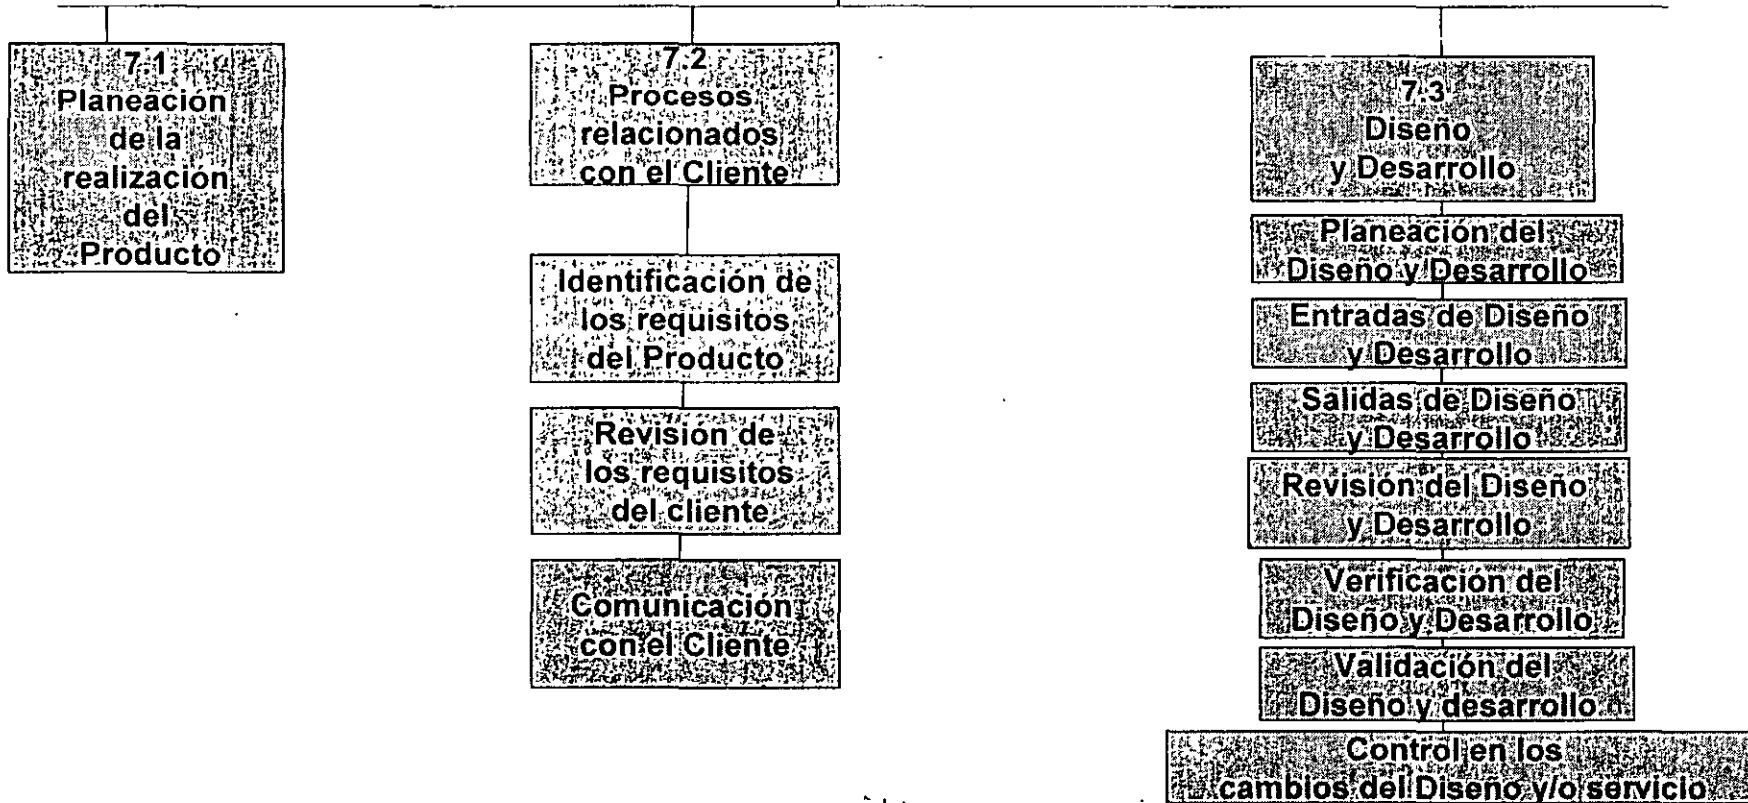 7.1
Planeación
de la
realización
del
Producto
7.2
Procesos
relacionados
con el Cliente
Identificación de
los requisitos
del Producto
Revisión de
los requisitos
del cliente
Comunicación
con el Cliente
7.3
Diseño
y Desarrollo
Planeación del
Diseño y Desarrollo
Entradas de Diseño
y Desarrollo
Salidas de Diseño
y Desarrollo
Revisión del Diseño
y Desarrollo
Verificación del
Diseño y Desarrollo
Validación del
Diseño y desarrollo
Control en los
cambios del Diseño y/o servicio